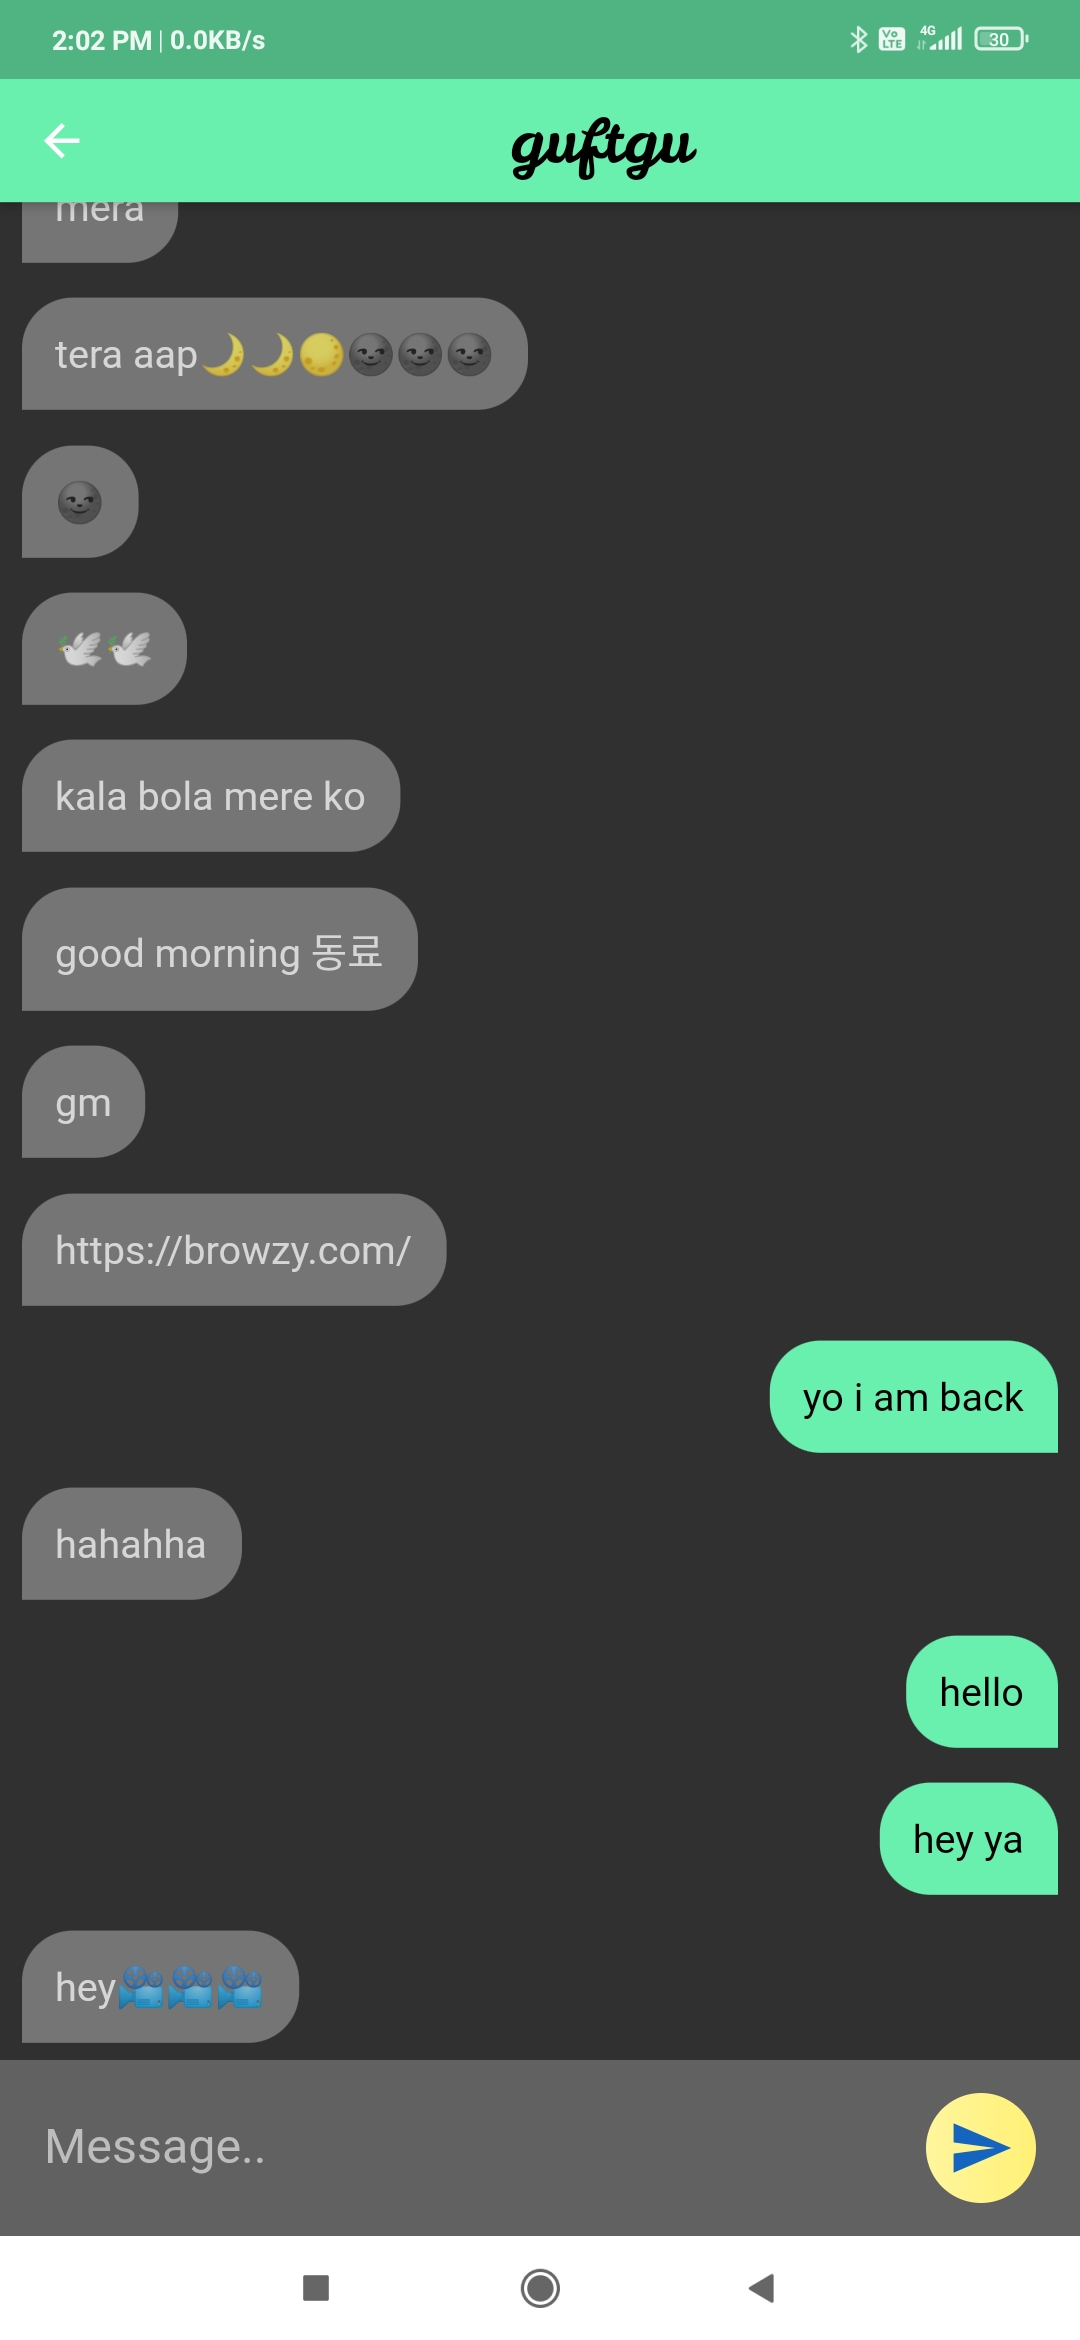 2:02 PM | 0.0KB/s
Vo LTE 4G 30
guftgu
mera
tera aap🌙🌙🌕🌚🌚🌚
🌚
🕊🕊
kala bola mere ko
good morning 동료
gm
https://browzy.com/
yo i am back
hahahha
hello
hey ya
hey🎥🎥🎥
Message..